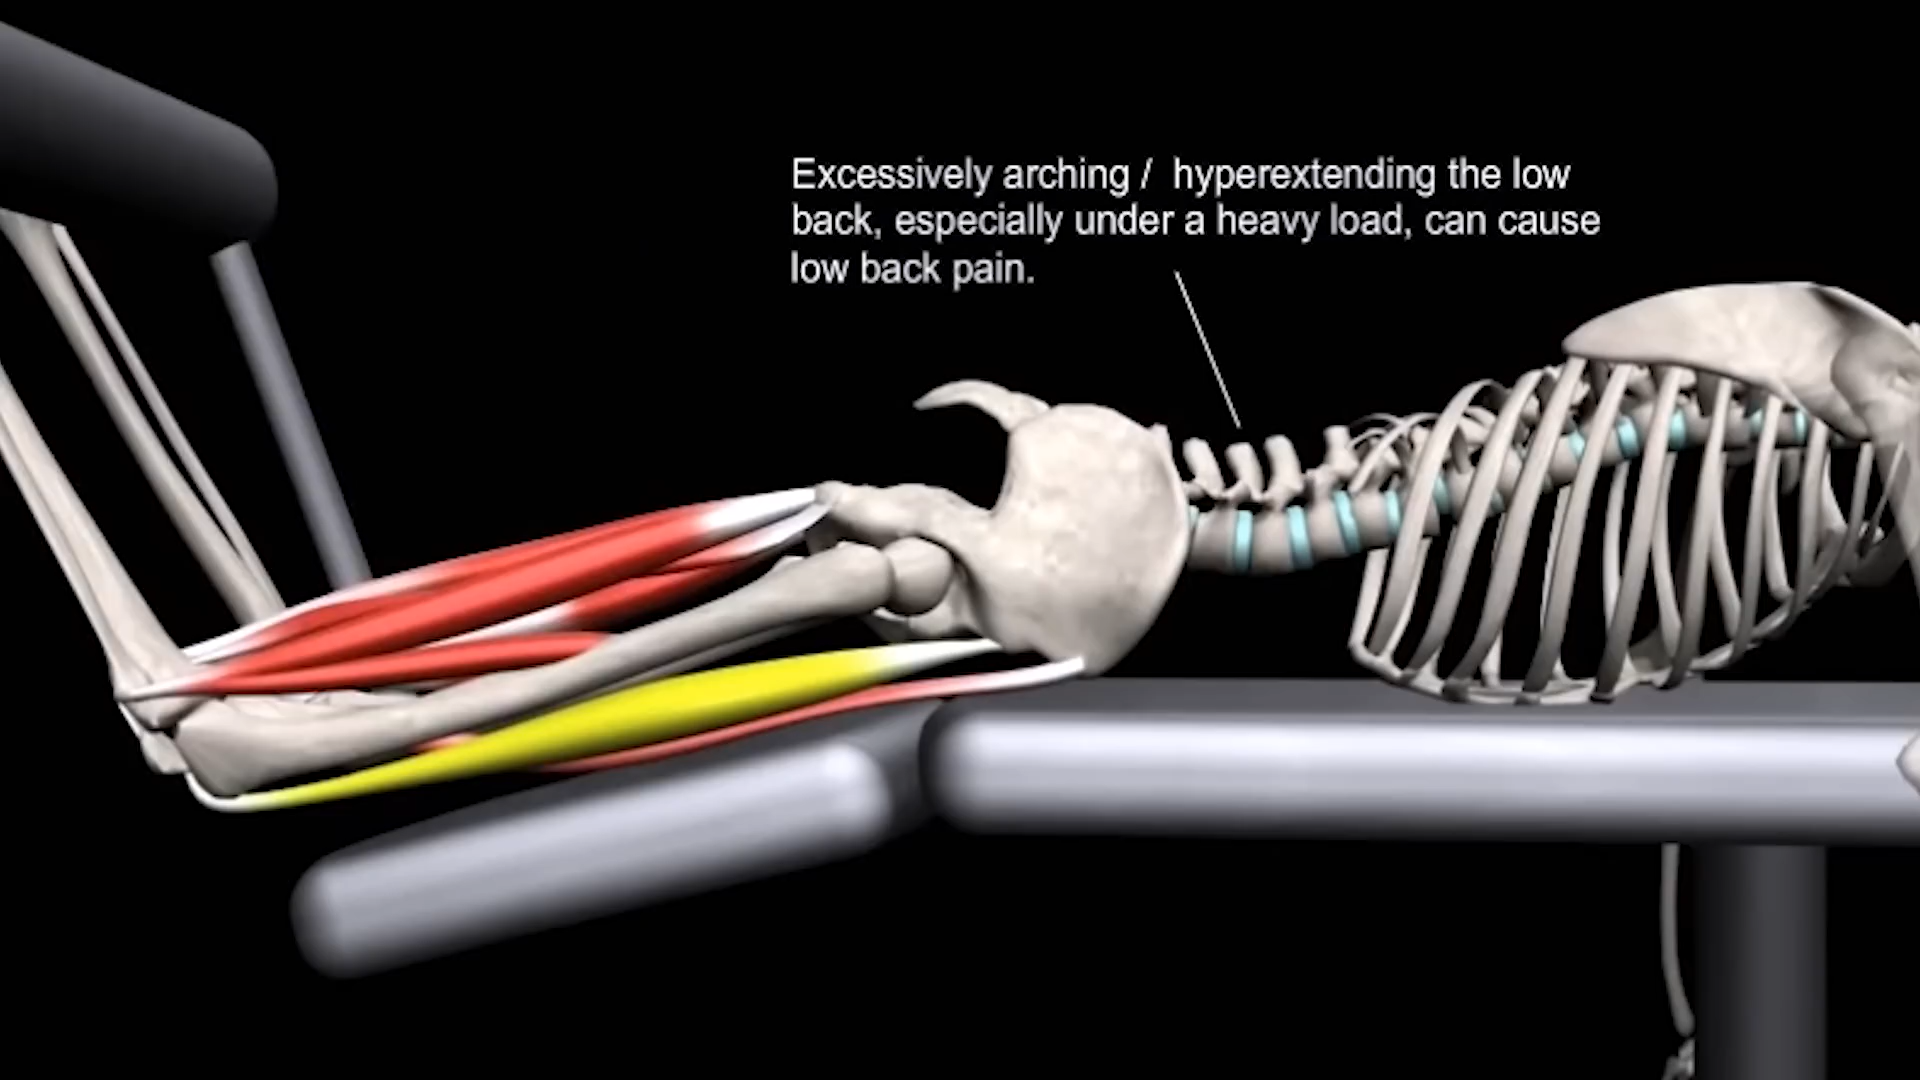 Excessively arching / hyperextending the low
back, especially under a heavy load, can cause
low back pain.